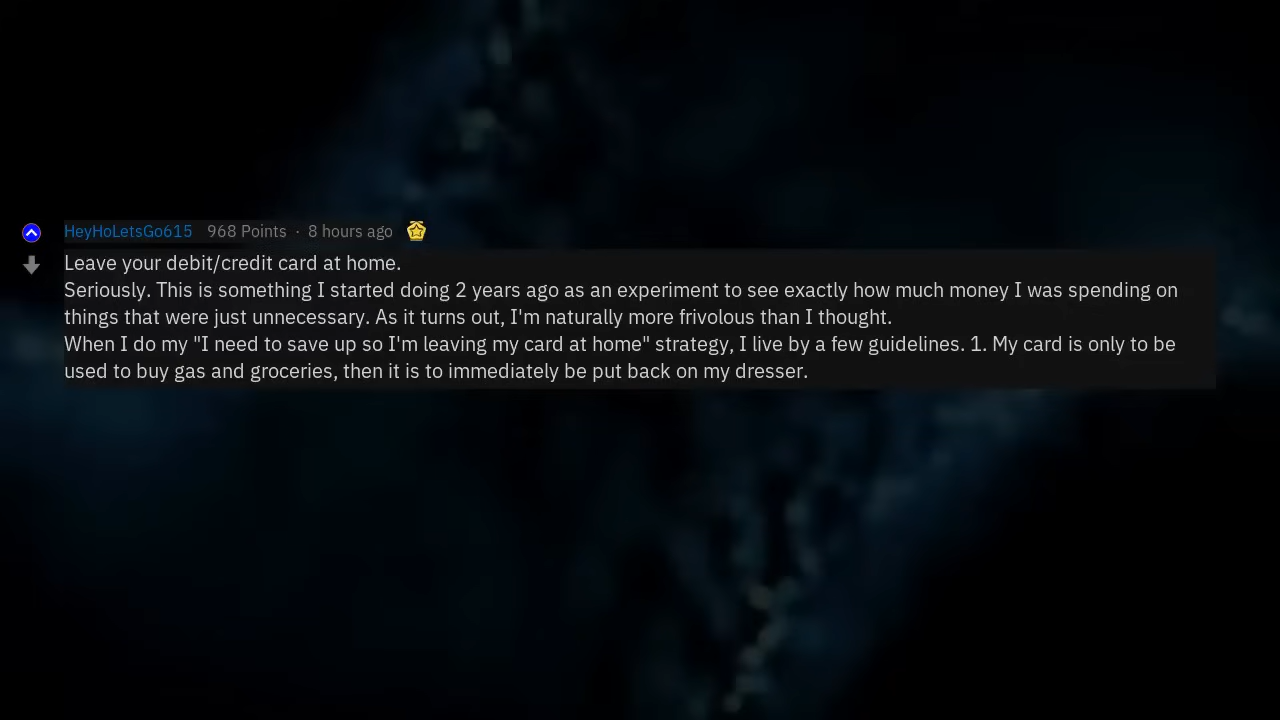 HeyHoLetsGo615 968 Points · 8 hours ago
Leave your debit/credit card at home.
Seriously. This is something I started doing 2 years ago as an experiment to see exactly how much money I was spending on
things that were just unnecessary. As it turns out, I'm naturally more frivolous than I thought.
When I do my "I need to save up so I'm leaving my card at home" strategy, I live by a few guidelines. 1. My card is only to be
used to buy gas and groceries, then it is to immediately be put back on my dresser.